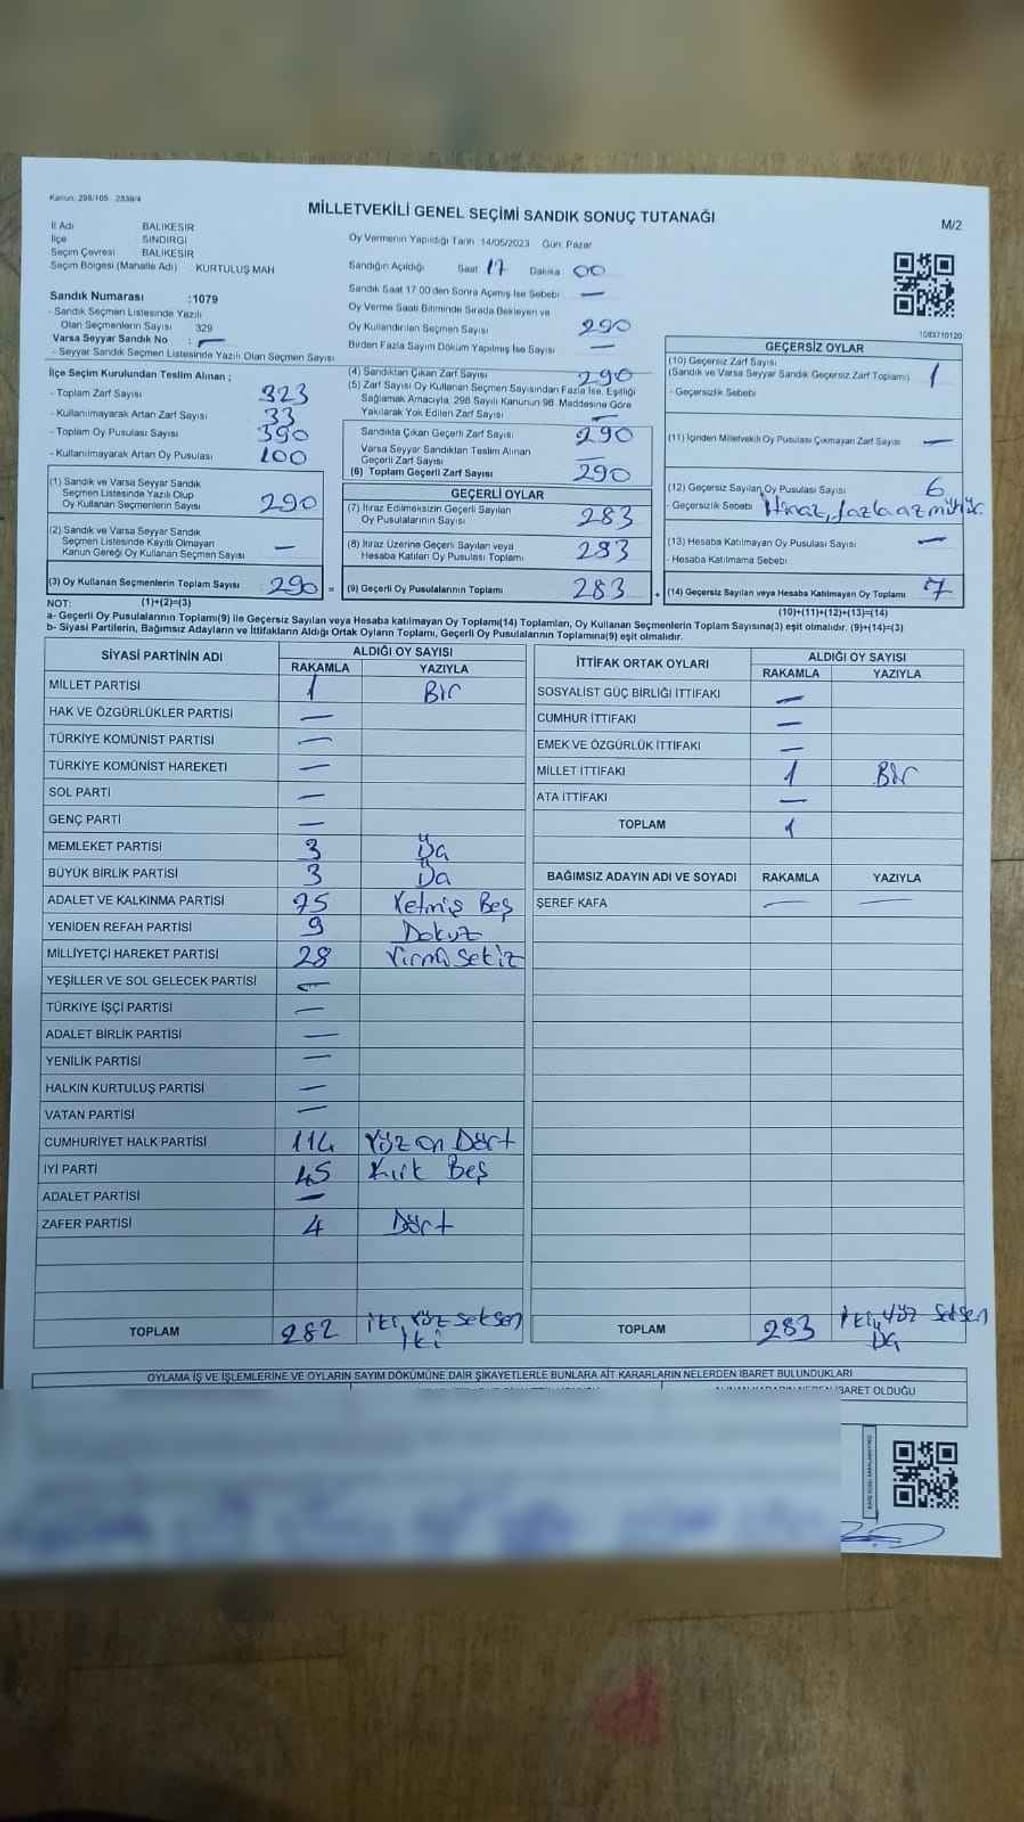 Kanun: 298/105 2839/4
MİLLETVEKİLİ GENEL SEÇİMİ SANDIK SONUÇ TUTANAĞI
M/2
İl Adı BALIKESİR
İlçe SINDIRGI
Seçim Çevresi BALIKESİR
Seçim Bölgesi (Mahalle Adı) KURTULUŞ MAH
Oy Vermenin Yapıldığı Tarih :14/05/2023 Gün: Pazar
Sandığın Açıldığı Saat 17 Dakika 00
Sandık Saat 17:00'den Sonra Açılmış İse Sebebi —
Oy Verme Saati Bitiminde Sırada Bekleyen ve
Oy Kullandırılan Seçmen Sayısı 290
Birden Fazla Sayım Döküm Yapılmış İse Sayısı —
Sandık Numarası :1079
- Sandık Seçmen Listesinde Yazılı
Olan Seçmenlerin Sayısı 329
Varsa Seyyar Sandık No : —
- Seyyar Sandık Seçmen Listesinde Yazılı Olan Seçmen Sayısı
1083710120
İlçe Seçim Kurulundan Teslim Alınan ;
- Toplam Zarf Sayısı 323
- Kullanılmayarak Artan Zarf Sayısı 33
- Toplam Oy Pusulası Sayısı 390
- Kullanılmayarak Artan Oy Pusulası 100
(1) Sandık ve Varsa Seyyar Sandık
Seçmen Listesinde Yazılı Olup
Oy Kullanan Seçmenlerin Sayısı 290
(2) Sandık ve Varsa Seyyar Sandık
Seçmen Listesinde Kayıtlı Olmayan
Kanun Gereği Oy Kullanan Seçmen Sayısı —
(3) Oy Kullanan Seçmenlerin Toplam Sayısı 290 =
(1)+(2)=(3)
(4) Sandıktan Çıkan Zarf Sayısı 290
(5) Zarf Sayısı Oy Kullanan Seçmen Sayısından Fazla İse, Eşitliği
Sağlamak Amacıyla, 298 Sayılı Kanunun 98. Maddesine Göre
Yakılarak Yok Edilen Zarf Sayısı —
Sandıkta Çıkan Geçerli Zarf Sayısı 290
Varsa Seyyar Sandıktan Teslim Alınan
Geçerli Zarf Sayısı —
(6) Toplam Geçerli Zarf Sayısı 290
GEÇERLİ OYLAR
(7) İtiraz Edilmeksizin Geçerli Sayılan
Oy Pusulalarının Sayısı 283
(8) İtiraz Üzerine Geçerli Sayılan veya
Hesaba Katılan Oy Pusulası Toplamı 283
(9) Geçerli Oy Pusulalarının Toplamı 283 +
GEÇERSİZ OYLAR
(10) Geçersiz Zarf Sayısı
(Sandık ve Varsa Seyyar Sandık Geçersiz Zarf Toplamı) 1
- Geçersizlik Sebebi
(11) İçinden Milletvekili Oy Pusulası Çıkmayan Zarf Sayısı —
(12) Geçersiz Sayılan Oy Pusulası Sayısı 6
- Geçersizlik Sebebi
(13) Hesaba Katılmayan Oy Pusulası Sayısı —
- Hesaba Katılmama Sebebi
(14) Geçersiz Sayılan veya Hesaba Katılmayan Oy Toplamı 7
(10)+(11)+(12)+(13)=(14)
NOT:
a- Geçerli Oy Pusulalarının Toplamı(9) ile Geçersiz Sayılan veya Hesaba katılmayan Oy Toplamı(14) Toplamları, Oy Kullanan Seçmenlerin Toplam Sayısına(3) eşit olmalıdır. (9)+(14)=(3)
b- Siyasi Partilerin, Bağımsız Adayların ve İttifakların Aldığı Ortak Oyların Toplamı, Geçerli Oy Pusulalarının Toplamına(9) eşit olmalıdır.
SİYASİ PARTİNİN ADI ALDIĞI OY SAYISI
RAKAMLA YAZIYLA
MİLLET PARTİSİ 1 Bir
HAK VE ÖZGÜRLÜKLER PARTİSİ —
TÜRKİYE KOMÜNİST PARTİSİ —
TÜRKİYE KOMÜNİST HAREKETİ —
SOL PARTİ —
GENÇ PARTİ —
MEMLEKET PARTİSİ 3 Üç
BÜYÜK BİRLİK PARTİSİ 3 Üç
ADALET VE KALKINMA PARTİSİ 75 Yetmiş Beş
YENİDEN REFAH PARTİSİ 9 Dokuz
MİLLİYETÇİ HAREKET PARTİSİ 28 Yirmi Sekiz
YEŞİLLER VE SOL GELECEK PARTİSİ —
TÜRKİYE İŞÇİ PARTİSİ —
ADALET BİRLİK PARTİSİ —
YENİLİK PARTİSİ —
HALKIN KURTULUŞ PARTİSİ —
VATAN PARTİSİ —
CUMHURİYET HALK PARTİSİ 114 Yüz on Dört
İYİ PARTİ 45 Kırk Beş
ADALET PARTİSİ —
ZAFER PARTİSİ 4 Dört
TOPLAM 282 İki Yüz Seksen
İki
İTTİFAK ORTAK OYLARI ALDIĞI OY SAYISI
RAKAMLA YAZIYLA
SOSYALİST GÜÇ BİRLİĞİ İTTİFAKI —
CUMHUR İTTİFAKI —
EMEK VE ÖZGÜRLÜK İTTİFAKI —
MİLLET İTTİFAKI 1 Bir
ATA İTTİFAKI —
TOPLAM 1
BAĞIMSIZ ADAYIN ADI VE SOYADI RAKAMLA YAZIYLA
ŞEREF KAFA — —
TOPLAM 283 İki Yüz Seksen
Üç
OYLAMA İŞ VE İŞLEMLERİNE VE OYLARIN SAYIM DÖKÜMÜNE DAİR ŞİKAYETLERLE BUNLARA AİT KARARLARIN NELERDEN İBARET BULUNDUKLARI
İBARET OLDUĞU